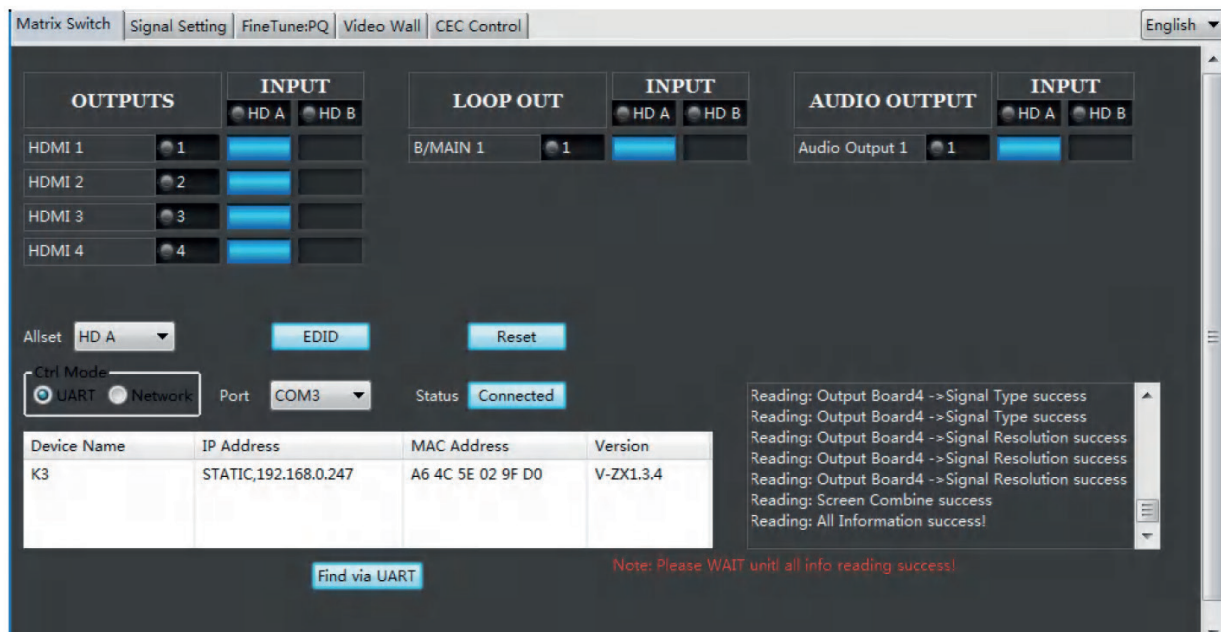 Matrix Switch Signal Setting FineTune:PQ Video Wall CEC Control English
OUTPUTS INPUT LOOP OUT INPUT AUDIO OUTPUT INPUT
HD A HD B HD A HD B HD A HD B
HDMI 1 1 B/MAIN 1 1 Audio Output 1 1
HDMI 2 2
HDMI 3 3
HDMI 4 4
Allset HD A EDID Reset
Ctrl Mode
UART Network Port COM3 Status Connected
Device Name IP Address MAC Address Version
K3 STATIC,192.168.0.247 A6 4C 5E 02 9F D0 V-ZX1.3.4
Reading: Output Board4 ->Signal Type success
Reading: Output Board4 ->Signal Type success
Reading: Output Board4 ->Signal Resolution success
Reading: Output Board4 ->Signal Resolution success
Reading: Output Board4 ->Signal Resolution success
Reading: Screen Combine success
Reading: All Information success!
Find via UART
Note: Please WAIT unitl all info reading success!